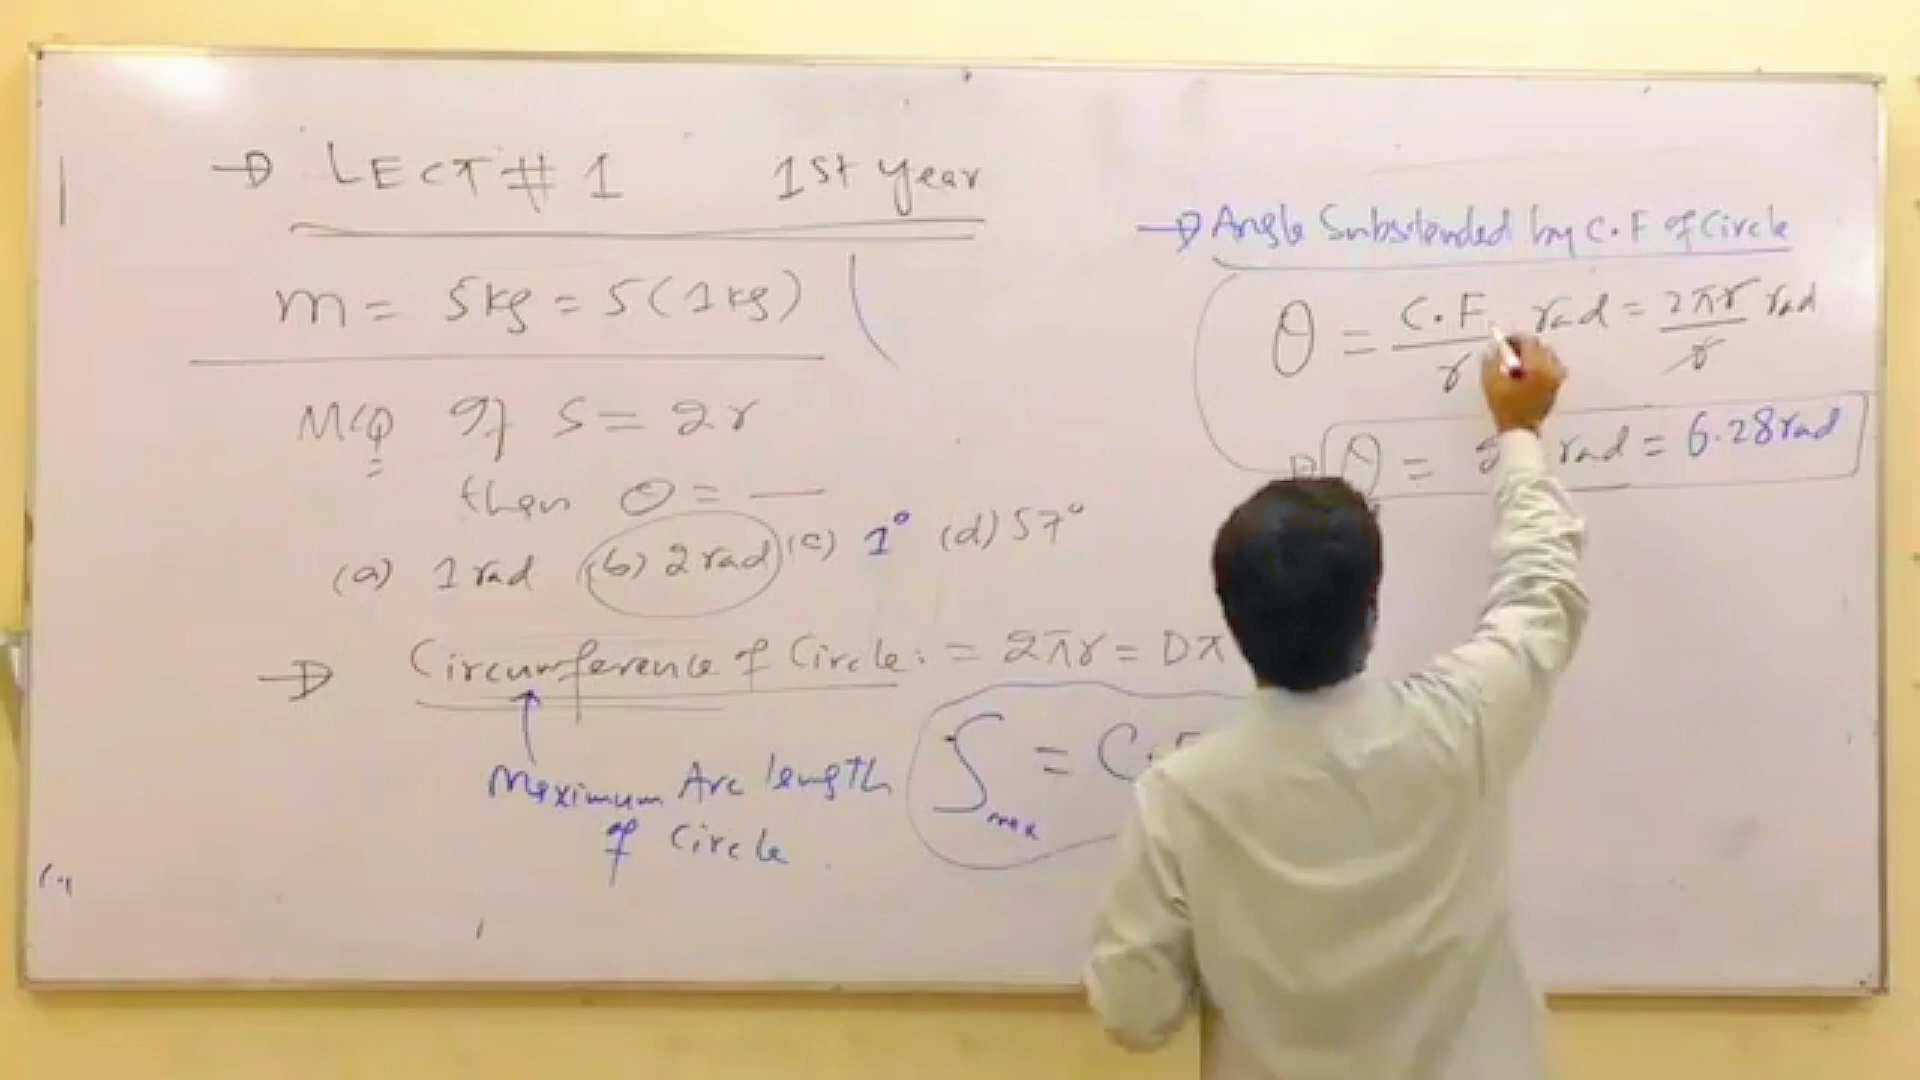 LECT # 1 1st year
m = 5kg = 5(1kg)
MCQ If S = 2r
then θ = —
(a) 1 rad (b) 2 rad (c) 1° (d) 57°
Circumference of Circle: = 2πr = Dπ
Maximum Arc length
of Circle
S max = C.F
Angle Substended by C.F of Circle
θ = C.F/r rad = 2πr/r rad
θ = 2 rad = 6.28 rad